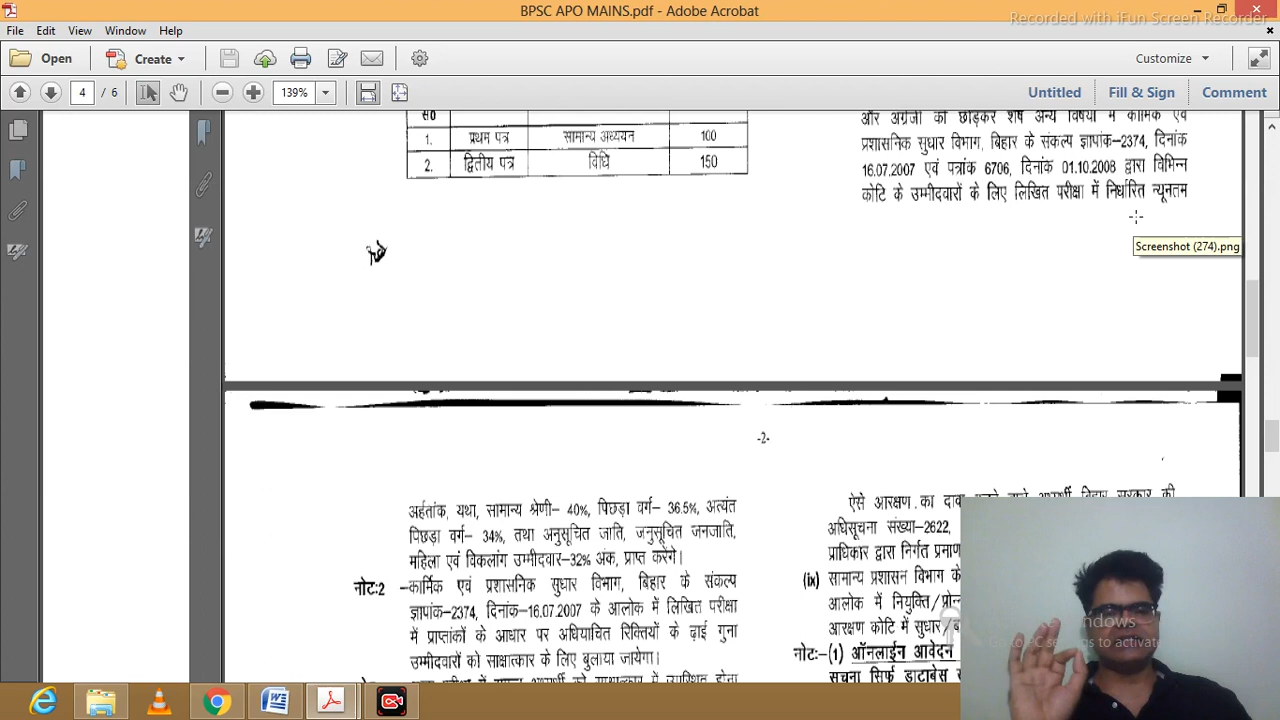 BPSC APO MAINS.pdf - Adobe Acrobat
Recorded with iFun Screen Recorder
File Edit View Window Help
Open Create Customize
4 / 6 139% Untitled Fill & Sign Comment
सं0
1. प्रथम पत्र सामान्य अध्ययन 100
2. द्वितीय पत्र विधि 150
और अंग्रेजी को छोड़कर शेष अन्य विषयों में कार्मिक एवं
प्रशासनिक सुधार विभाग, बिहार के संकल्प ज्ञापांक-2374, दिनांक
16.07.2007 एवं पत्रांक 6706, दिनांक 01.10.2008 द्वारा विभिन्न
कोटि के उम्मीदवारों के लिए लिखित परीक्षा में निर्धारित न्यूनतम
Screenshot (274).png
-2-
अर्हतांक, यथा, सामान्य श्रेणी- 40%, पिछड़ा वर्ग- 36.5%, अत्यंत
पिछड़ा वर्ग- 34%, तथा अनुसूचित जाति, जनुसूचित जनजाति,
महिला एवं विकलांग उम्मीदवार-32% अंक, प्राप्त करेंगे।
नोट:2 -कार्मिक एवं प्रशासनिक सुधार विभाग, बिहार के संकल्प
ज्ञापांक-2374, दिनांक-16.07.2007 के आलोक में लिखित परीक्षा
में प्राप्तांकों के आधार पर अधियाचित रिक्तियों के ढ़ाई गुना
उम्मीदवारों को साक्षात्कार के लिए बुलाया जायेगा।
ऐसे आरक्षण का दावा
अधिसूचना संख्या-2622,
प्राधिकार द्वारा निर्गत
(ix) सामान्य प्रशासन विभाग के
आलोक में नियुक्ति/
आरक्षण कोटि में सुधार/
नोट:-(1) ऑनलाईन आवेदन
सूचना सिर्फ डाटाबेस